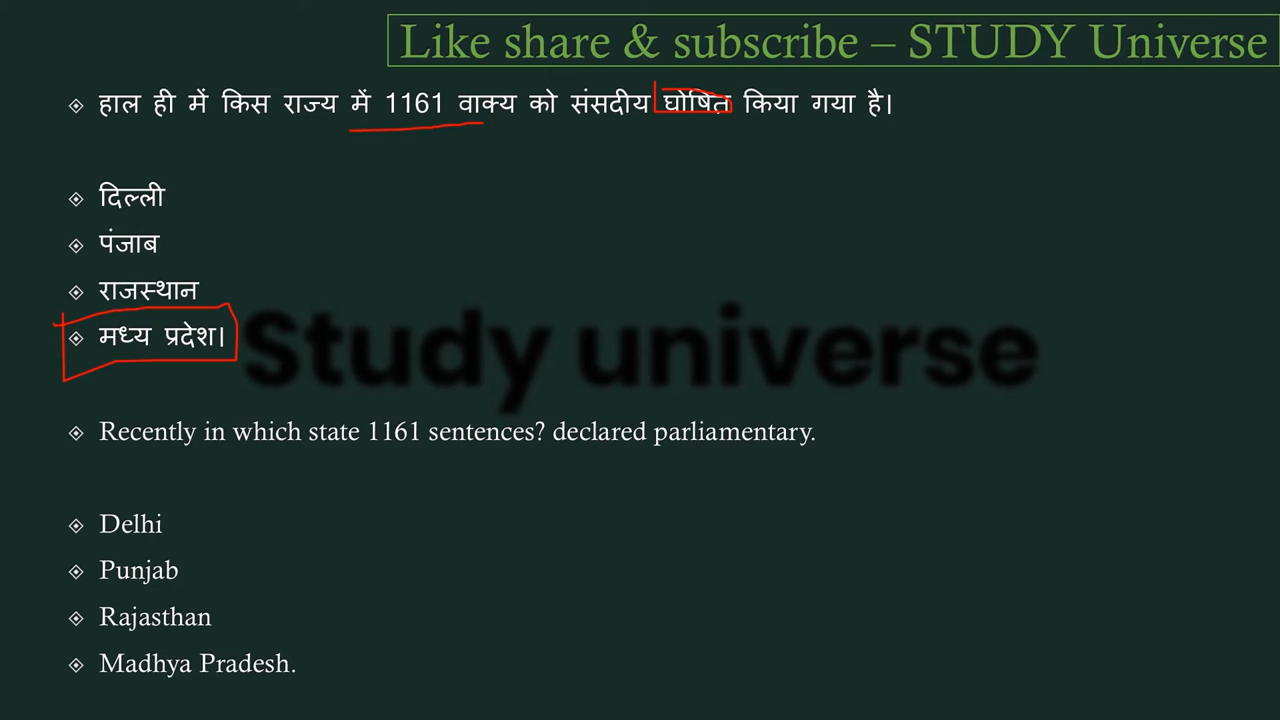 Like share & subscribe – STUDY Universe
हाल ही में किस राज्य में 1161 वाक्य को संसदीय घोषित किया गया है।
दिल्ली
पंजाब
राजस्थान
मध्य प्रदेश।
Study universe
Recently in which state 1161 sentences? declared parliamentary.
Delhi
Punjab
Rajasthan
Madhya Pradesh.